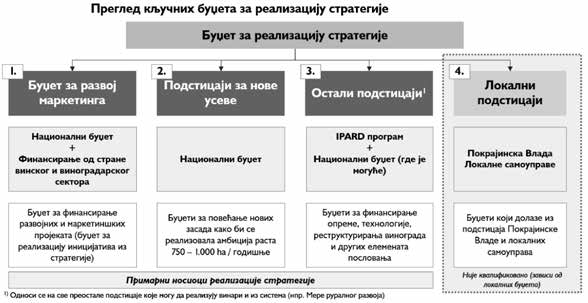 Преглед кључних буџета за реализацију стратегије
Буџет за реализацију стратегије
1.
Буџет за развој
маркетинга
2.
Подстицаји за нове
усеве
3.
Остали подстицаји¹
4.
Локални
подстицаји
Национални буџет
+
Финансирање од стране
винског и виноградарског
сектора
Национални буџет
IPARD програм
+
Национални буџет (где је
могуће)
Покрајинска Влада
Локалне самоуправе
Буџет за финансирање
развојних и маркетиншких
пројеката (буџет за
реализацију иницијатива из
стратегије)
Буџети за повећање нових
засада како би се
реализовала амбиција раста
750 – 1.000 ha / годишње
Буџети за финансирање
опреме, технологије,
реструктурирања винограда
и других елемената
пословања
Буџети који долазе из
подстицаја Покрајинске
Владе и локалних
самоуправа
Примарни носиоци реализације стратегије
Није квалификовано (зависи од
локалних буџета)
1) Односи се на све преостале подстицаје које могу да реализују винари и из система (нпр. Мере руралног развоја)